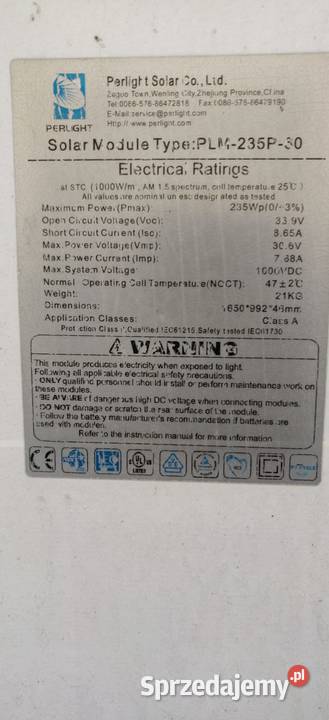 Perlight Solar Co., Ltd.
Zeguo Town,Wenling City,Zhejiang Province,China
Tel:0086-576-86472818 Fax:0086-576-86479190
E-Mail:service@perlight.com
Http://www.perlight.com
PERLIGHT
Solar Module Type:PLM-235P-30
Electrical Ratings
at STC (1000W/m, AM 1.5 spectrum, cell temperature 25℃)
All values are nominal unless designated as tested
Maximum Power(Pmax): 235Wp(0/+3%)
Open Circuit Voltage(Voc): V
Short Circuit Current (Isc): 8.65A
Max.Power Voltage(Vmp): V
Max.Power Current (Imp): A
Max.System Voltage: 1000VDC
Normal Operating Cell Temperature(NOCT): 47±2℃
Weight: 21KG
Dimensions: 1650*992*46mm
Application Classes: Class A
Protection Class , Qualified IEC61215 Safety tested IEC61730
WARNING
This module produces electricity when exposed to light.
Following all applicable electrical safety precautions.
· ONLY qualified personnel should install or perform maintenance work on
these modules.
· BE AWARE of dangerous high DC voltage when connecting modules.
· DO NOT damage or scratch the rear surface of the module.
· Follow the battery manufacturer's recommendation if batteries are
used with modules.
Refer to the instruction manual for more information
CE
UL
Sprzedajemy.pl